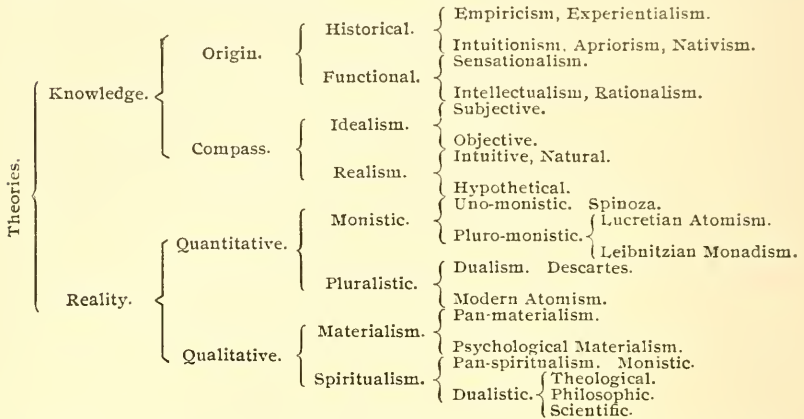 Theories.
Knowledge.
Origin.
Historical.
Empiricism, Experientialism.
Intuitionism. Apriorism, Nativism.
Functional.
Sensationalism.
Intellectualism, Rationalism.
Compass.
Idealism.
Subjective.
Objective.
Realism.
Intuitive, Natural.
Hypothetical.
Reality.
Quantitative.
Monistic.
Uno-monistic. Spinoza.
Pluro-monistic.
Lucretian Atomism.
Leibnitzian Monadism.
Pluralistic.
Dualism. Descartes.
Modern Atomism.
Qualitative.
Materialism.
Pan-materialism.
Psychological Materialism.
Spiritualism.
Pan-spiritualism. Monistic.
Dualistic.
Theological.
Philosophic.
Scientific.